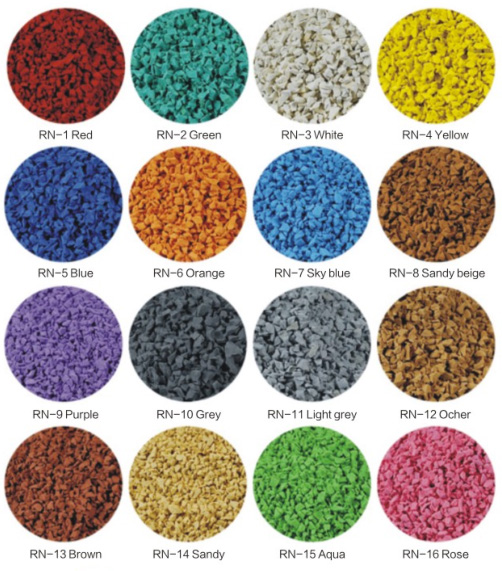 RN-1 Red
RN-2 Green
RN-3 White
RN-4 Yellow
RN-5 Blue
RN-6 Orange
RN-7 Sky blue
RN-8 Sandy beige
RN-9 Purple
RN-10 Grey
RN-11 Light grey
RN-12 Ocher
RN-13 Brown
RN-14 Sandy
RN-15 Aqua
RN-16 Rose